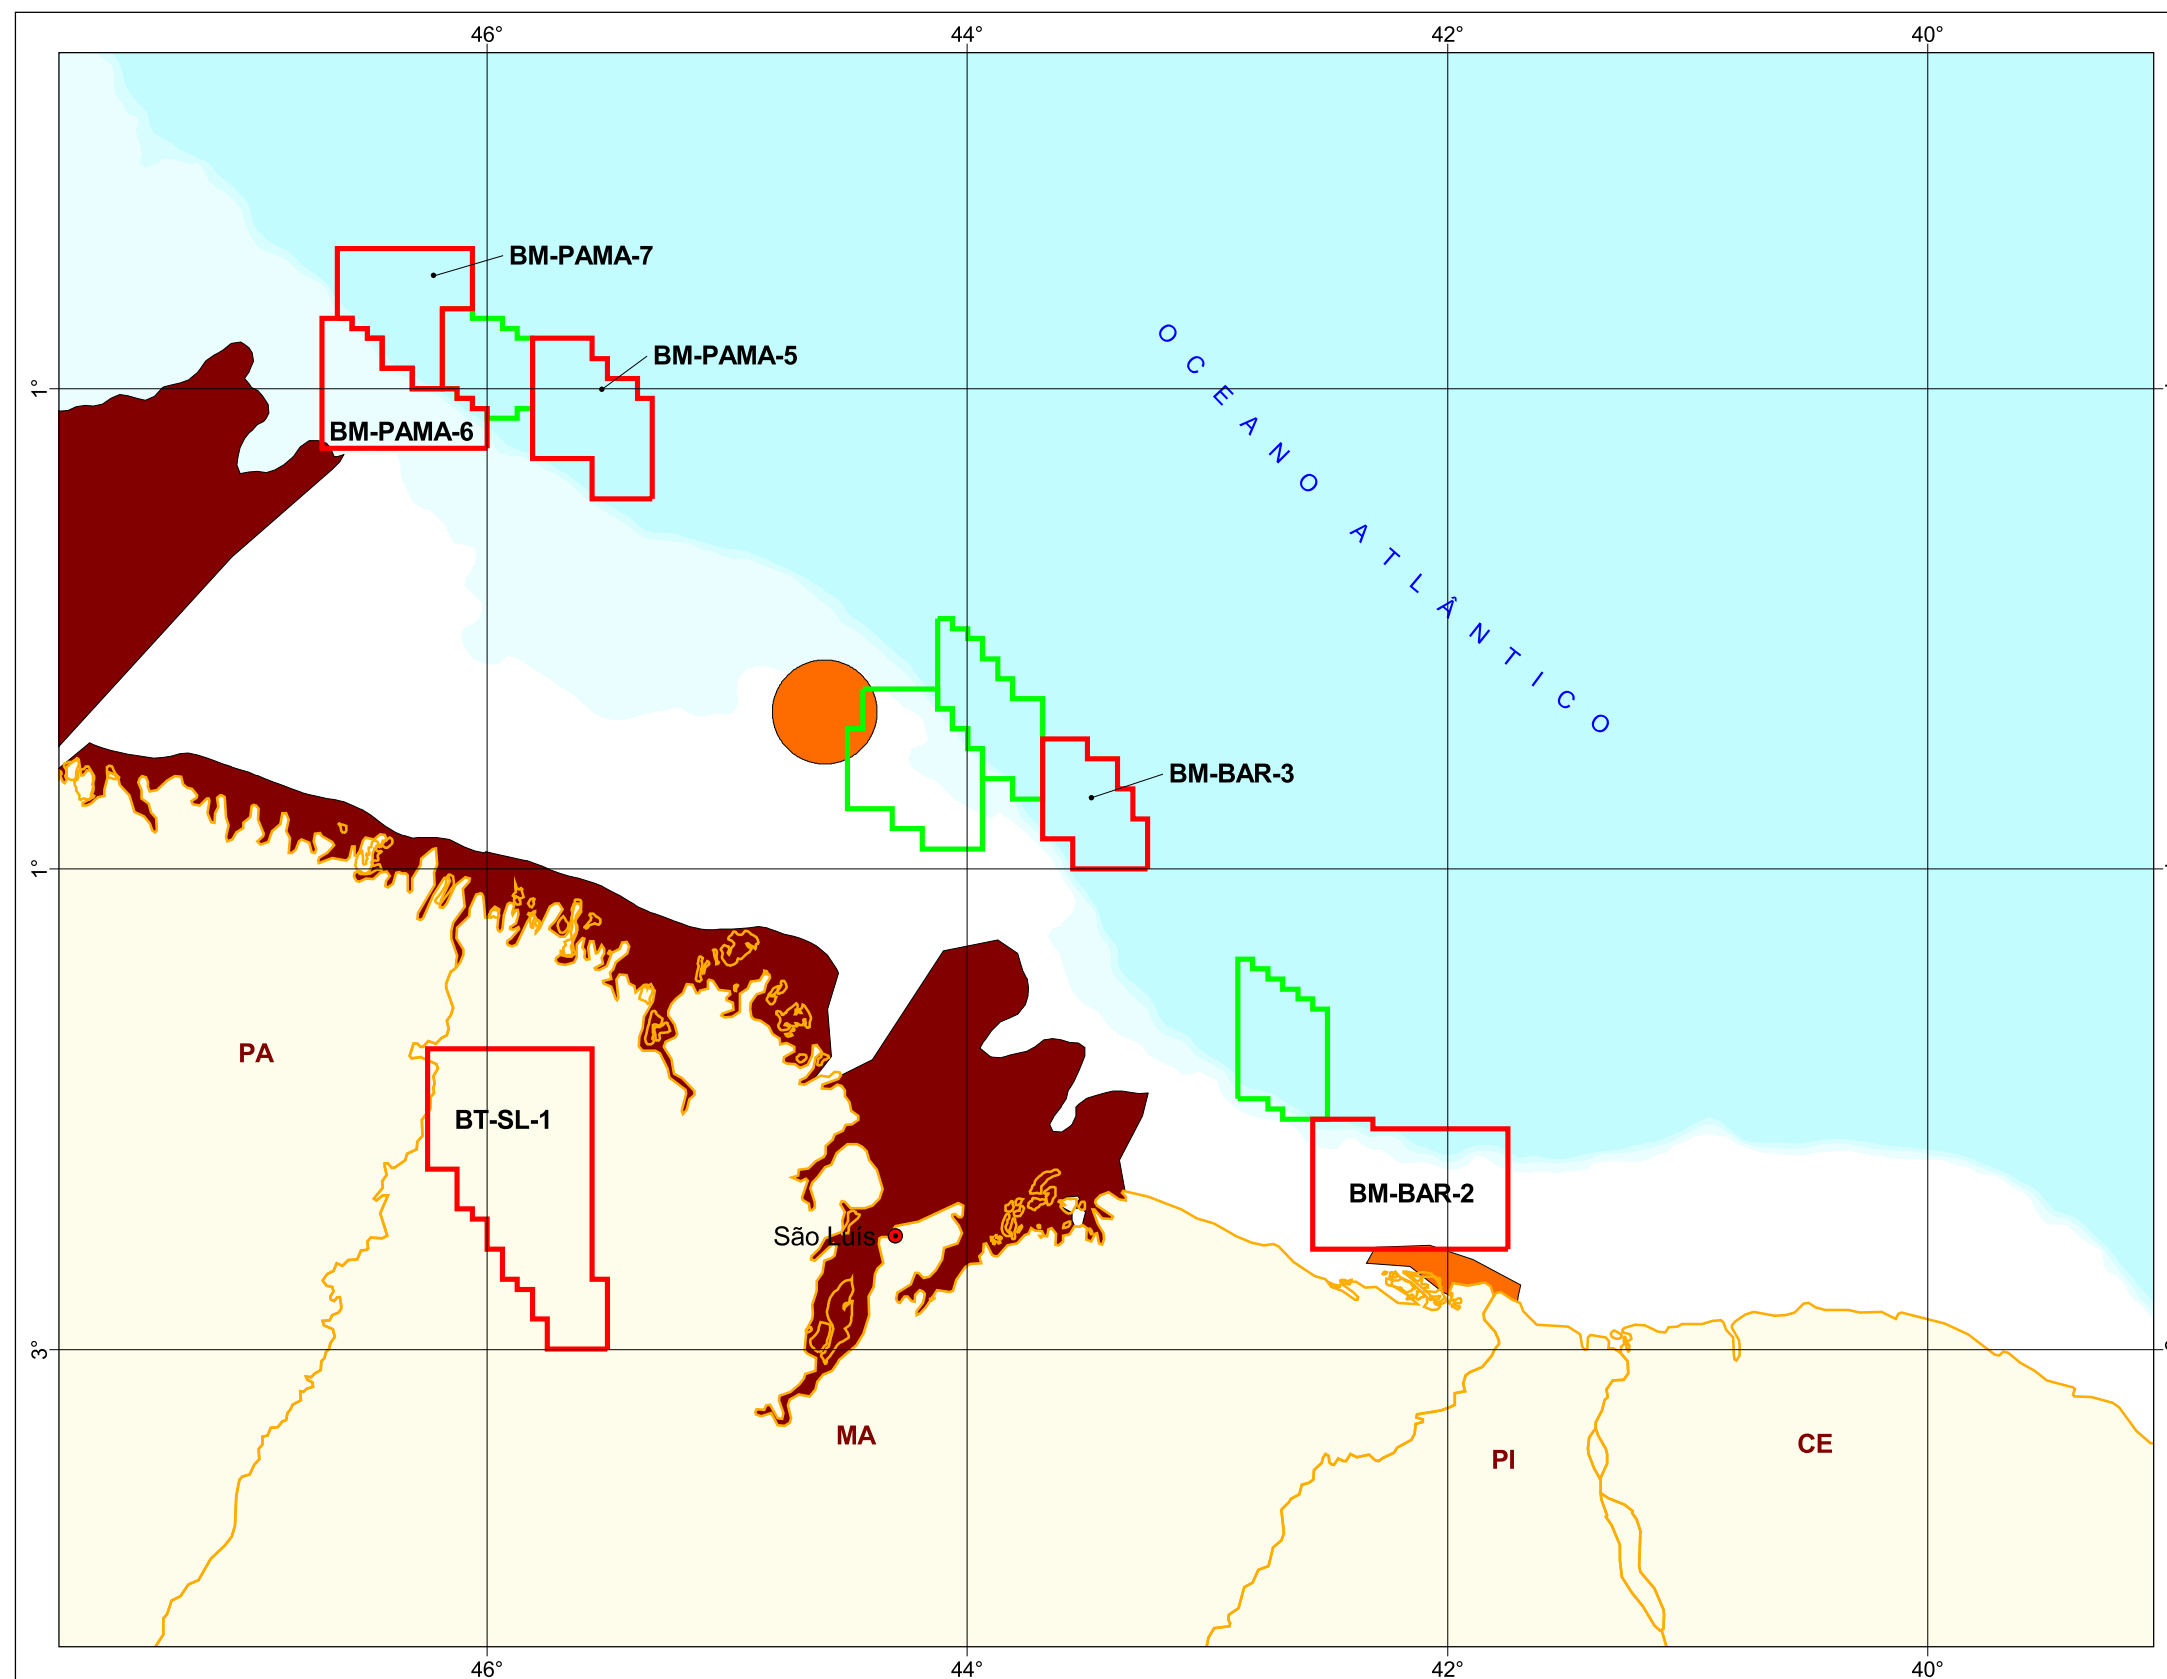 46° 44° 42° 40°
BM-PAMA-7
BM-PAMA-5
OCEANO ATLÂNTICO
1°
BM-PAMA-6
BM-BAR-3
1°
PA
BT-SL-1
BM-BAR-2
São Luís
3°
MA
CE
PI
46° 44° 42° 40°